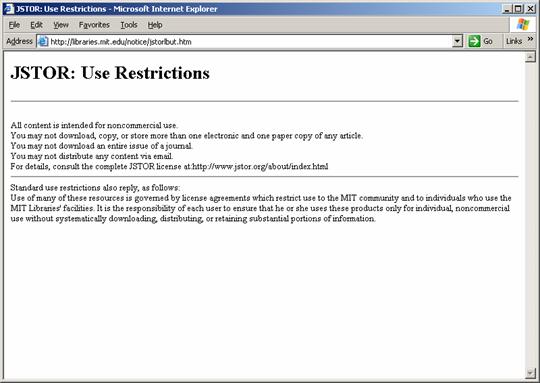 JSTOR: Use Restrictions - Microsoft Internet Explorer
File Edit View Favorites Tools Help
Address http://libraries.mit.edu/notice/jstorlbut.htm Go Links »
JSTOR: Use Restrictions
All content is intended for noncommercial use.
You may not download, copy, or store more than one electronic and one paper copy of any article.
You may not download an entire issue of a journal.
You may not distribute any content via email.
For details, consult the complete JSTOR license at:http://www.jstor.org/about/index.html
Standard use restrictions also reply, as follows:
Use of many of these resources is governed by license agreements which restrict use to the MIT community and to individuals who use the
MIT Libraries' facilities. It is the responsibility of each user to ensure that he or she uses these products only for individual, noncommercial
use without systematically downloading, distributing, or retaining substantial portions of information.